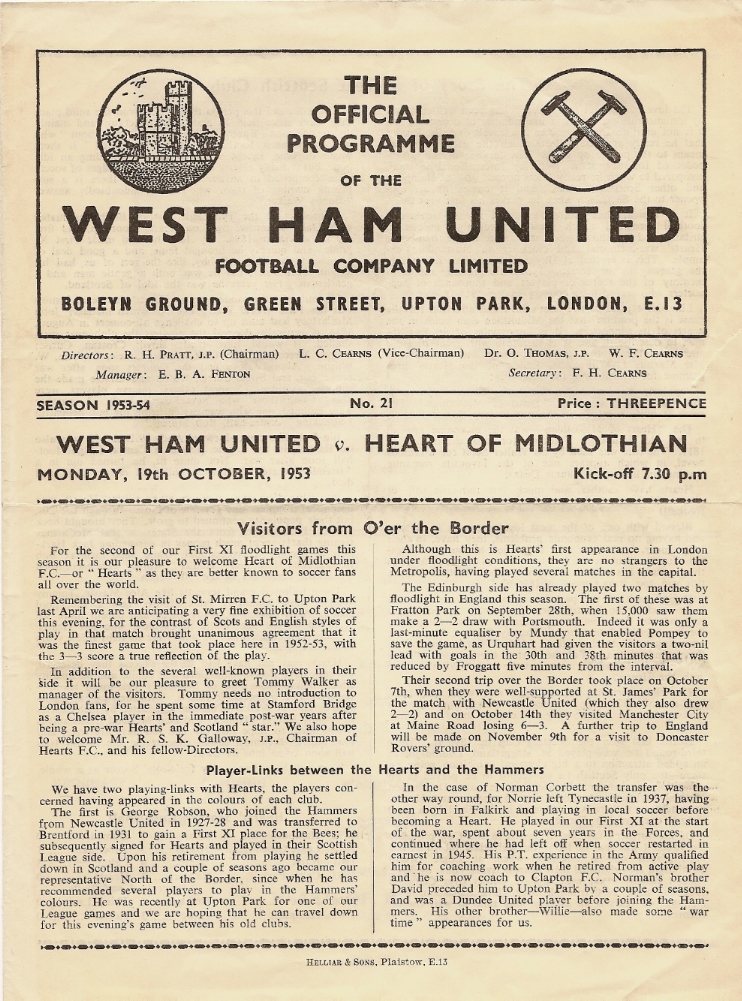 THE
OFFICIAL
PROGRAMME
OF THE
WEST HAM UNITED
FOOTBALL COMPANY LIMITED
BOLEYN GROUND, GREEN STREET, UPTON PARK, LONDON, E.13
Directors: R. H. PRATT, J.P. (Chairman) L. C. CEARNS (Vice-Chairman) Dr. O. THOMAS, J.P. W. F. CEARNS
Manager: E. B. A. FENTON Secretary: F. H. CEARNS
SEASON 1953-54 No. 21 Price : THREEPENCE
WEST HAM UNITED v. HEART OF MIDLOTHIAN
MONDAY, 19th OCTOBER, 1953 Kick-off 7.30 p.m
Visitors from O'er the Border
For the second of our First XI floodlight games this
season it is our pleasure to welcome Heart of Midlothian
F.C.—or " Hearts " as they are better known to soccer fans
all over the world.
Remembering the visit of St. Mirren F.C. to Upton Park
last April we are anticipating a very fine exhibition of soccer
this evening, for the contrast of Scots and English styles of
play in that match brought unanimous agreement that it
was the finest game that took place here in 1952-53, with
the 3—3 score a true reflection of the play.
In addition to the several well-known players in their
side it will be our pleasure to greet Tommy Walker as
manager of the visitors. Tommy needs no introduction to
London fans, for he spent some time at Stamford Bridge
as a Chelsea player in the immediate post-war years after
being a pre-war Hearts' and Scotland " star." We also hope
to welcome Mr. R. S. K. Galloway, J.P., Chairman of
Hearts F.C., and his fellow-Directors.
Although this is Hearts' first appearance in London
under floodlight conditions, they are no strangers to the
Metropolis, having played several matches in the capital.
The Edinburgh side has already played two matches by
floodlight in England this season. The first of these was at
Fratton Park on September 28th, when 15,000 saw them
make a 2—2 draw with Portsmouth. Indeed it was only a
last-minute equaliser by Mundy that enabled Pompey to
save the game, as Urquhart had given the visitors a two-nil
lead with goals in the 30th and 38th minutes that was
reduced by Froggatt five minutes from the interval.
Their second trip over the Border took place on October
7th, when they were well-supported at St. James' Park for
the match with Newcastle United (which they also drew
2—2) and on October 14th they visited Manchester City
at Maine Road losing 6—3. A further trip to England
will be made on November 9th for a visit to Doncaster
Rovers' ground.
Player-Links between the Hearts and the Hammers
We have two playing-links with Hearts, the players con-
cerned having appeared in the colours of each club.
The first is George Robson, who joined the Hammers
from Newcastle United in 1927-28 and was transferred to
Brentford in 1931 to gain a First XI place for the Bees; he
subsequently signed for Hearts and played in their Scottish
League side. Upon his retirement from playing he settled
down in Scotland and a couple of seasons ago became our
representative North of the Border, since when he has
recommended several players to play in the Hammers'
colours. He was recently at Upton Park for one of our
League games and we are hoping that he can travel down
for this evening's game between his old clubs.
In the case of Norman Corbett the transfer was the
other way round, for Norrie left Tynecastle in 1937, having
been born in Falkirk and playing in local soccer before
becoming a Heart. He played in our First XI at the start
of the war, spent about seven years in the Forces, and
continued where he had left off when soccer restarted in
earnest in 1945. His P.T. experience in the Army qualified
him for coaching work when he retired from active play
and he is now coach to Clapton F.C. Norman's brother
David preceded him to Upton Park by a couple of seasons,
and was a Dundee United player before joining the Ham-
mers. His other brother—Willie—also made some " war
time " appearances for us.
HELLIAR & SONS, Plaistow, E.13